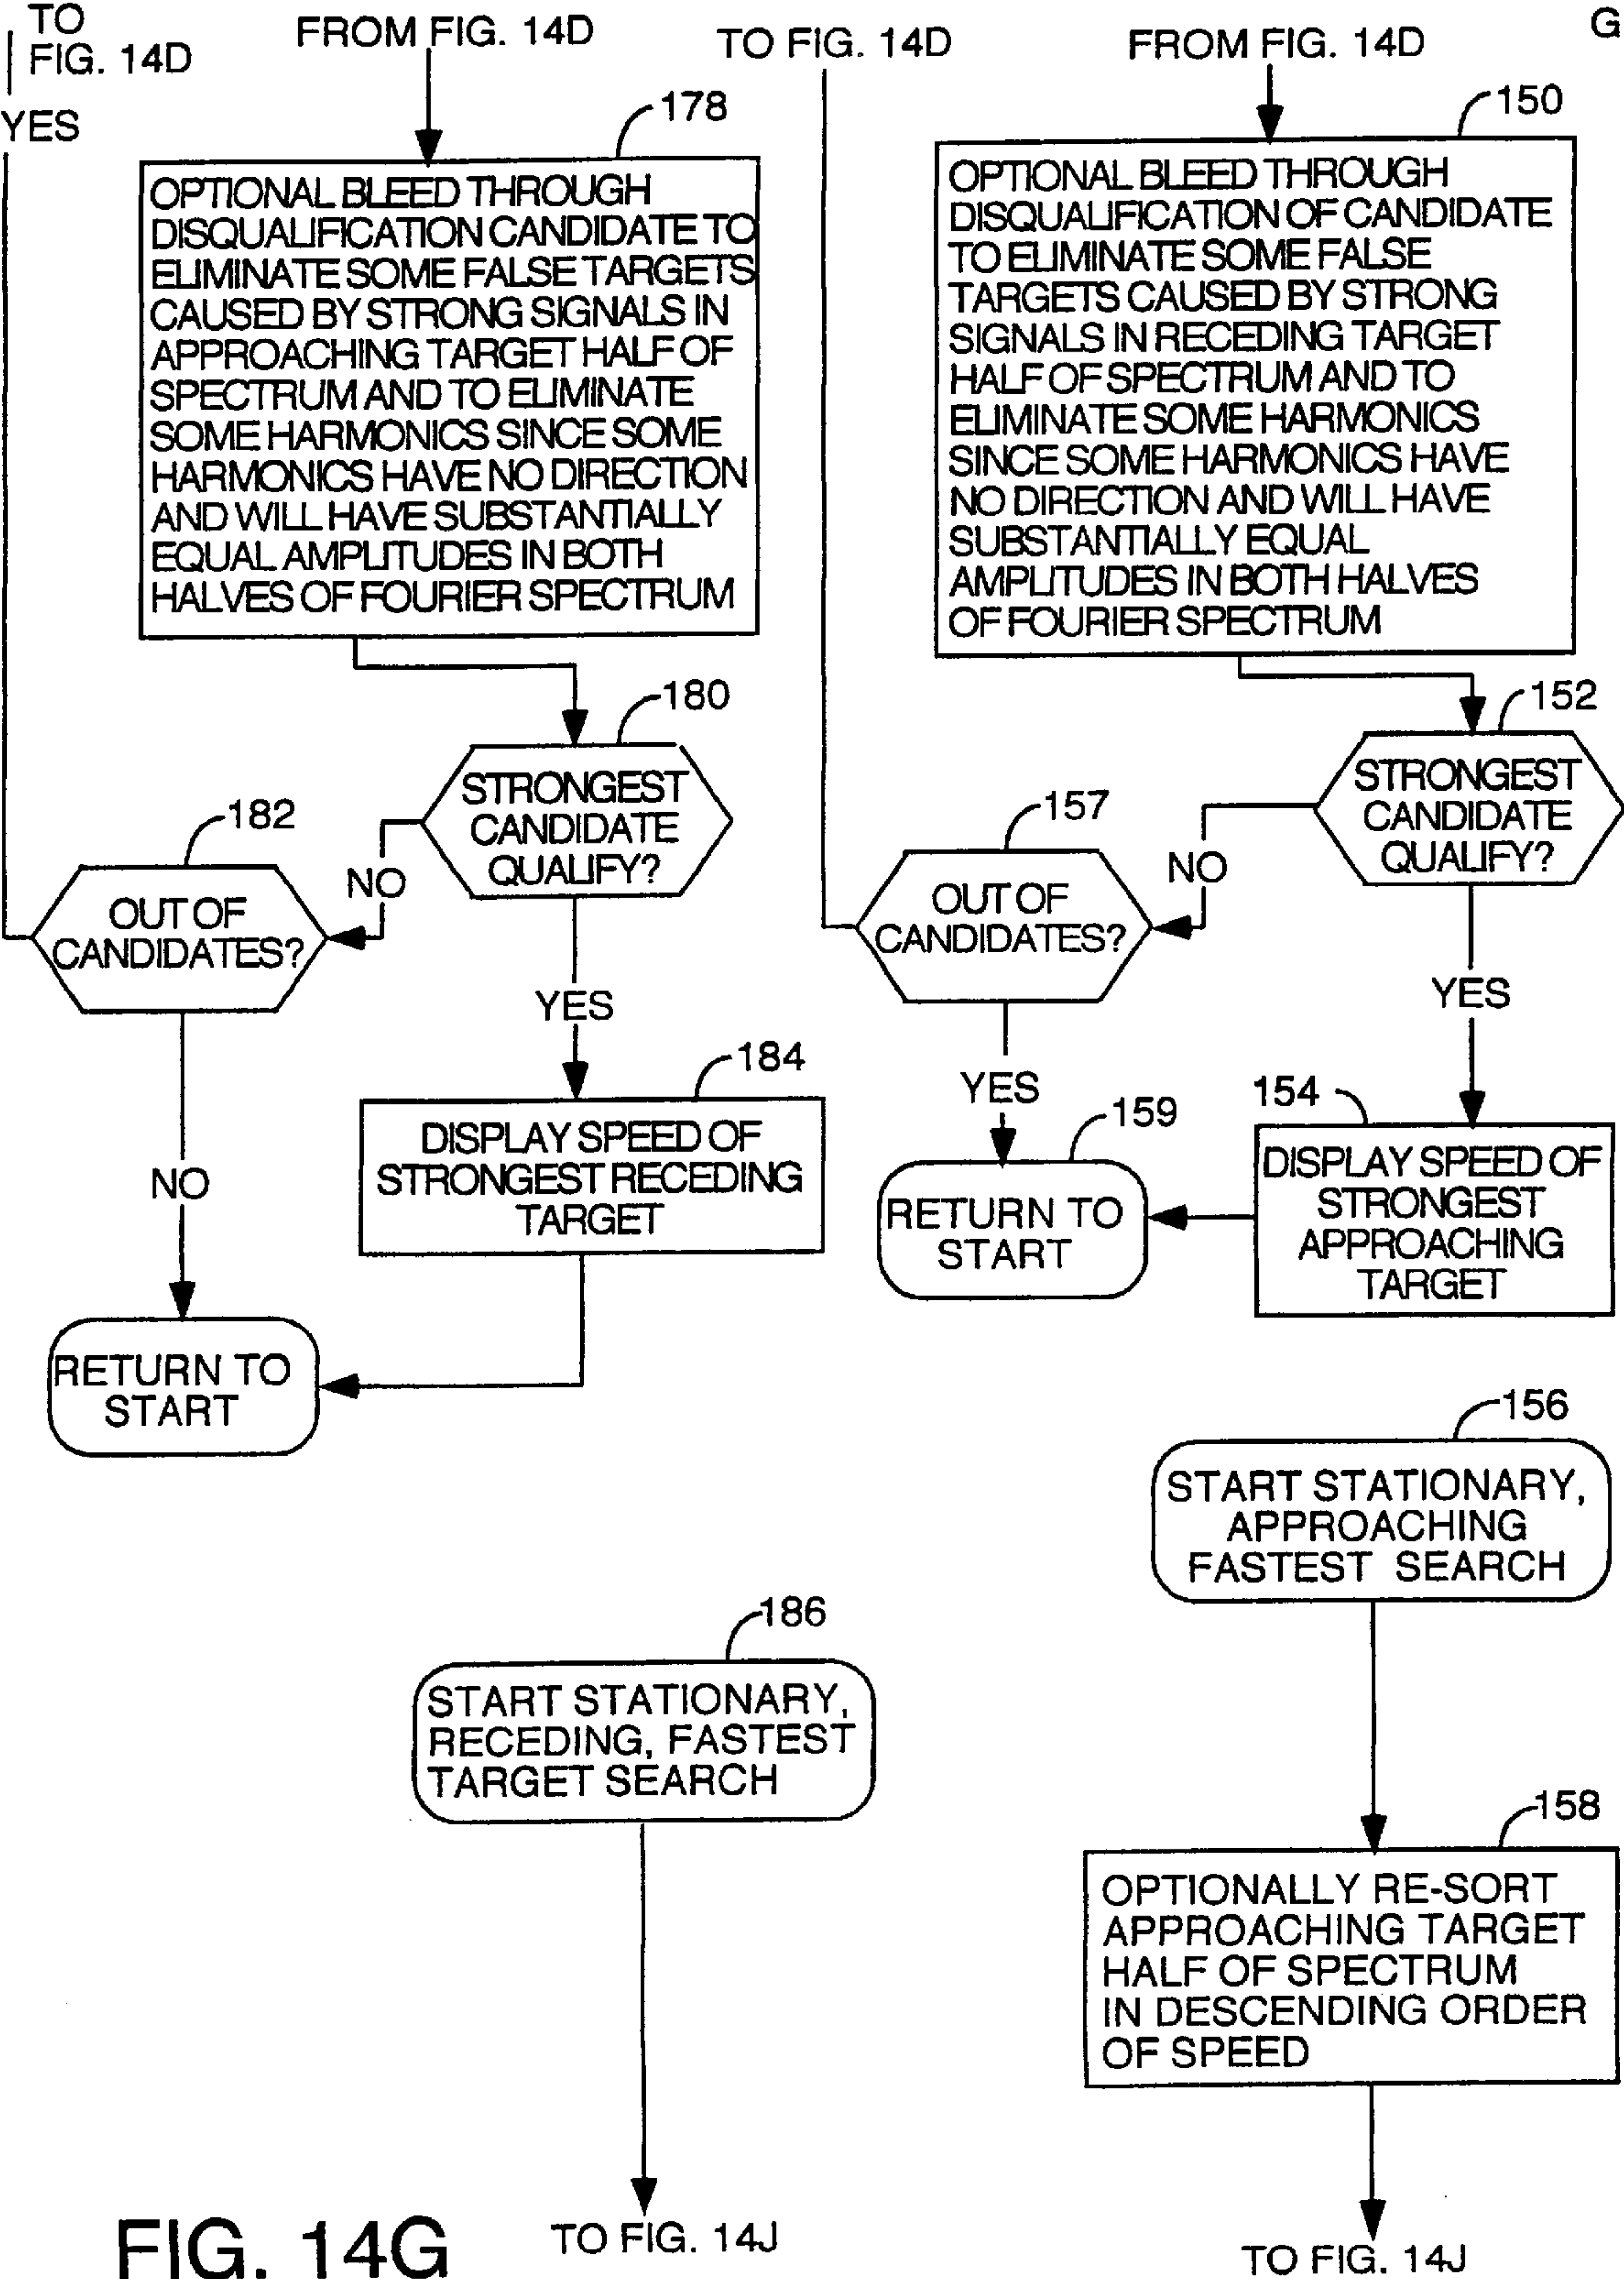 TO
FIG. 14D
YES
FROM FIG. 14D
178
OPTIONAL BLEED THROUGH
DISQUALIFICATION CANDIDATE TO
ELIMINATE SOME FALSE TARGETS
CAUSED BY STRONG SIGNALS IN
APPROACHING TARGET HALF OF
SPECTRUM AND TO ELIMINATE
SOME HARMONICS SINCE SOME
HARMONICS HAVE NO DIRECTION
AND WILL HAVE SUBSTANTIALLY
EQUAL AMPLITUDES IN BOTH
HALVES OF FOURIER SPECTRUM
180
STRONGEST
CANDIDATE
QUALIFY?
NO
182
OUT OF
CANDIDATES?
YES
184
DISPLAY SPEED OF
STRONGEST RECEDING
TARGET
NO
RETURN TO
START
TO FIG. 14D
FROM FIG. 14D
G
150
OPTIONAL BLEED THROUGH
DISQUALIFICATION OF CANDIDATE
TO ELIMINATE SOME FALSE
TARGETS CAUSED BY STRONG
SIGNALS IN RECEDING TARGET
HALF OF SPECTRUM AND TO
ELIMINATE SOME HARMONICS
SINCE SOME HARMONICS HAVE
NO DIRECTION AND WILL HAVE
SUBSTANTIALLY EQUAL
AMPLITUDES IN BOTH HALVES
OF FOURIER SPECTRUM
152
STRONGEST
CANDIDATE
QUALIFY?
NO
157
OUT OF
CANDIDATES?
YES
YES
154
DISPLAY SPEED OF
STRONGEST
APPROACHING
TARGET
159
RETURN TO
START
186
START STATIONARY,
RECEDING, FASTEST
TARGET SEARCH
TO FIG. 14J
156
START STATIONARY,
APPROACHING
FASTEST SEARCH
158
OPTIONALLY RE-SORT
APPROACHING TARGET
HALF OF SPECTRUM
IN DESCENDING ORDER
OF SPEED
TO FIG. 14J
FIG. 14G